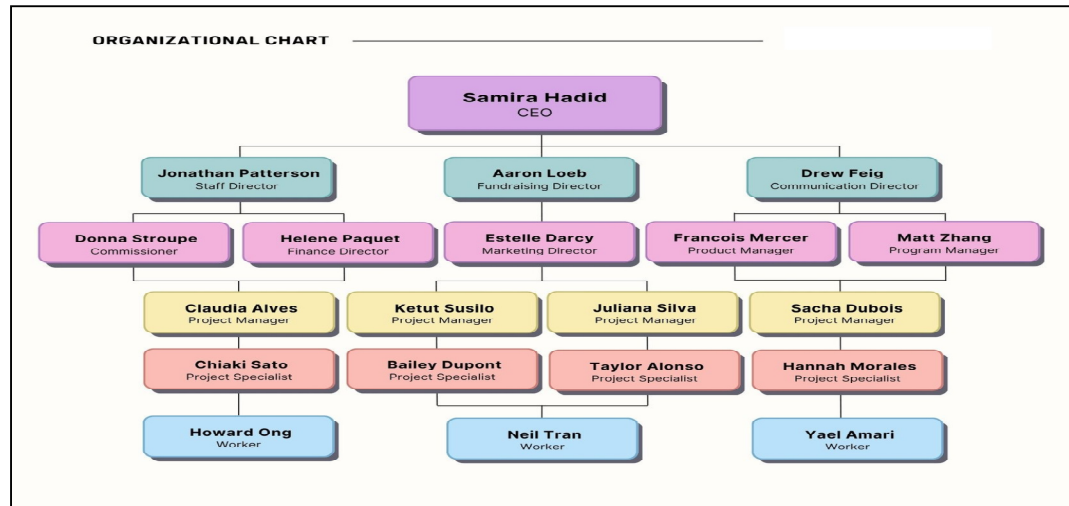 ORGANIZATIONAL CHART
Samira Hadid
CEO
Jonathan Patterson
Staff Director
Aaron Loeb
Fundraising Director
Drew Feig
Communication Director
Donna Stroupe
Commissioner
Helene Paquet
Finance Director
Estelle Darcy
Marketing Director
Francois Mercer
Product Manager
Matt Zhang
Program Manager
Claudia Alves
Project Manager
Ketut Susilo
Project Manager
Juliana Silva
Project Manager
Sacha Dubois
Project Manager
Chiaki Sato
Project Specialist
Bailey Dupont
Project Specialist
Taylor Alonso
Project Specialist
Hannah Morales
Project Specialist
Howard Ong
Worker
Neil Tran
Worker
Yael Amari
Worker